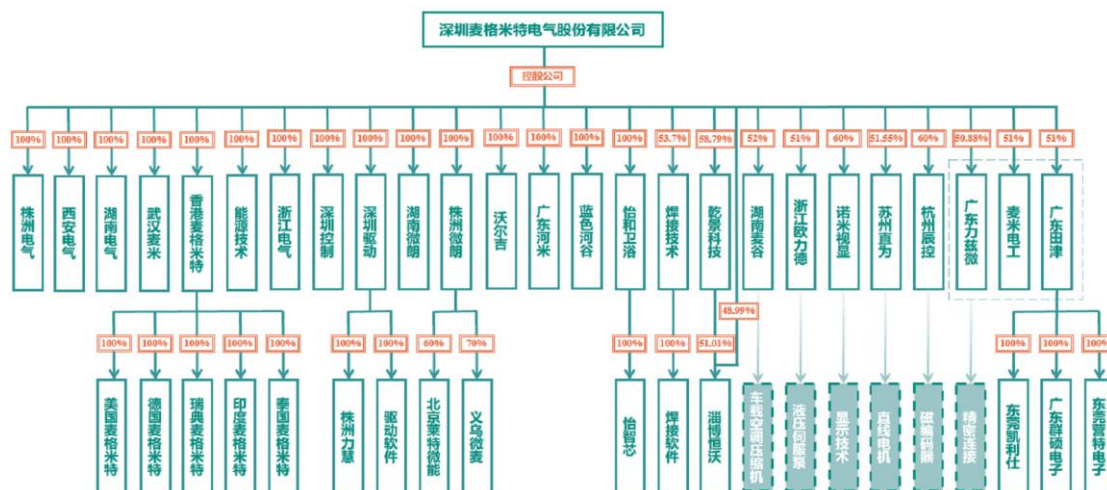 深圳麦格米特电气股份有限公司
控股公司
100% 100% 100% 100% 100% 100% 100% 100% 100% 100% 100% 100% 100% 100% 100% 53.7% 58.79% 52% 51% 60% 51.55% 60% 50.88% 51% 51%
株洲电气
西安电气
湖南电气
武汉麦米
香港麦格米特
能源技术
浙江电气
深圳控制
深圳驱动
湖南微朗
株洲微朗
沃尔吉
广东河米
蓝色河谷
怡和卫浴
焊接技术
乾景科技
湖南麦谷
浙江欧力德
诺米视显
苏州直为
杭州辰控
广东力兹微
麦米电工
广东田津
48.99%
100% 100% 100% 100% 100% 100% 100% 60% 70% 100% 100% 51.01% 100% 100% 100%
美国麦格米特
德国麦格米特
瑞典麦格米特
印度麦格米特
泰国麦格米特
株洲力慧
驱动软件
北京莱特微能
义乌微麦
怡智芯
焊接软件
淄博恒沃
车载空调压缩机
液压伺服泵
显示技术
直线电机
磁编码器
精密连接
东莞凯利仕
广东群硕电子
东莞营特电子